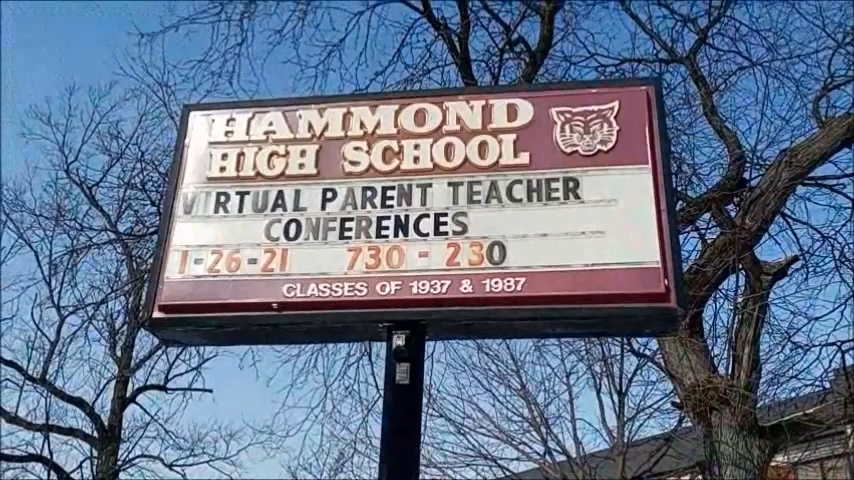 HAMMOND
HIGH SCHOOL
VIRTUAL PARENT TEACHER
CONFERENCES
1-26-21 730-230
CLASSES OF 1937 & 1987